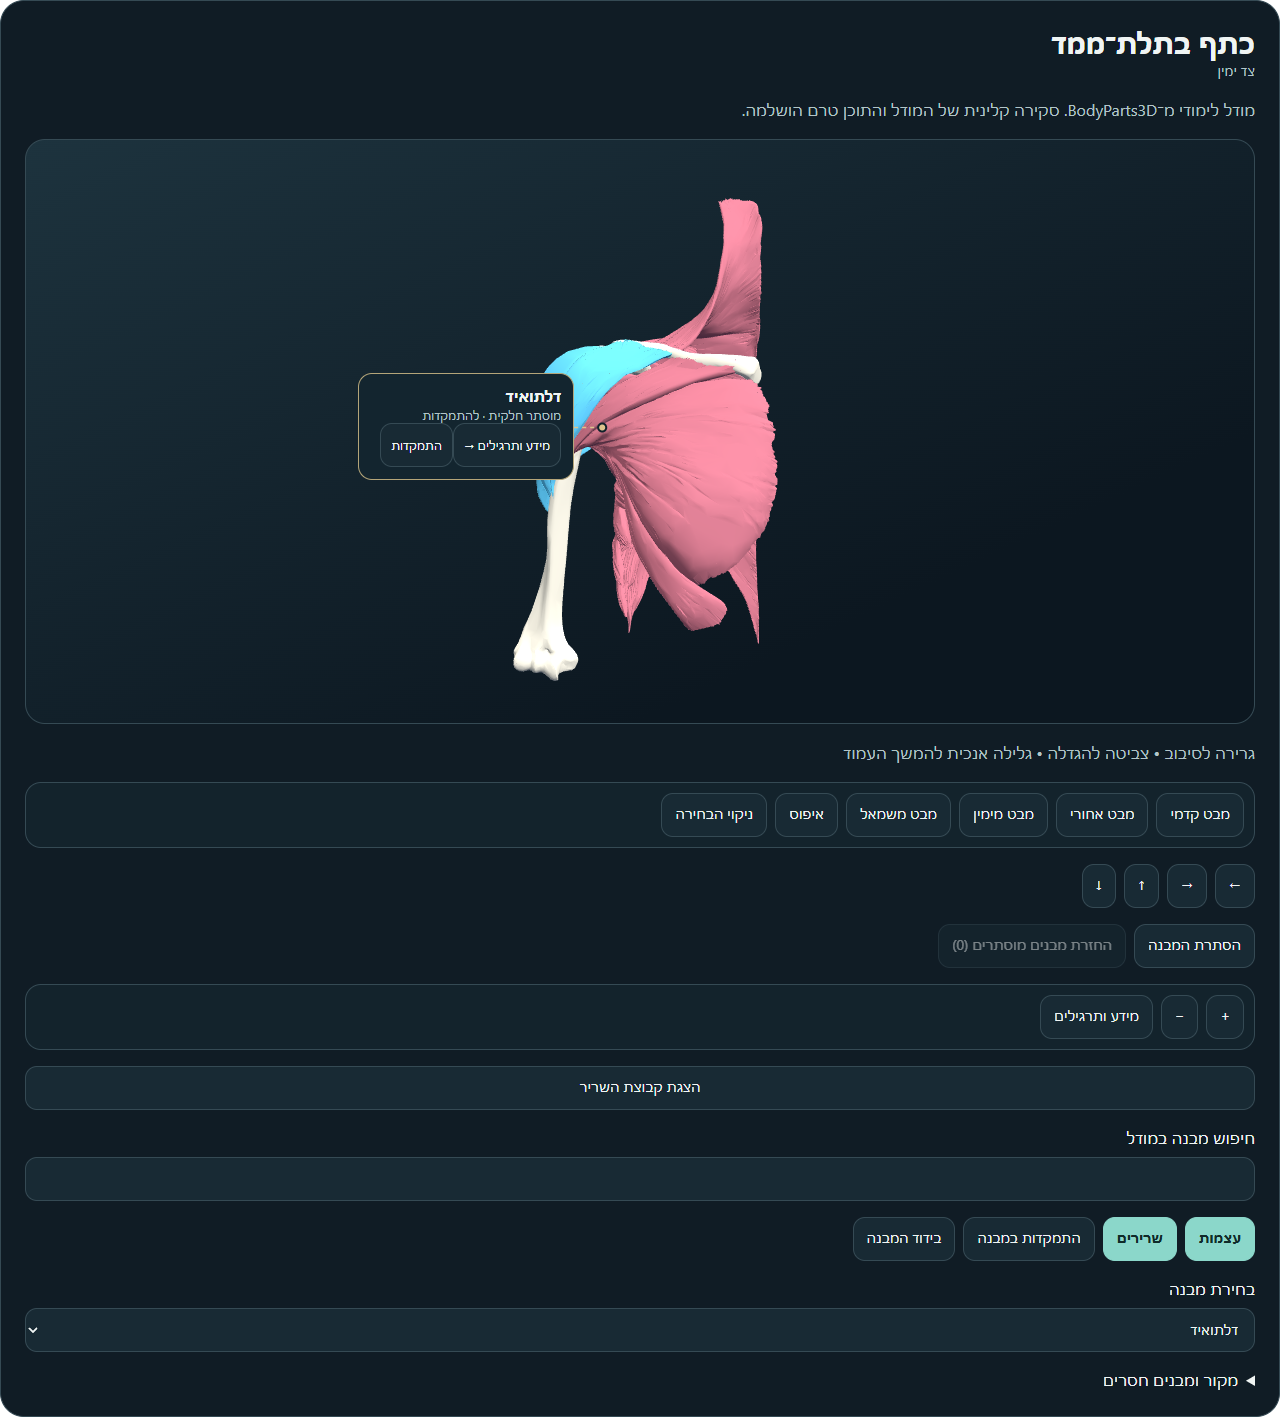 כתף בתלת־ממד
צד ימין
מודל לימודי מ־BodyParts3D. סקירה קלינית של המודל והתוכן טרם הושלמה.
דלתואיד
מוסתר חלקית · להתמקדות
מידע ותרגילים ←
התמקדות
גרירה לסיבוב • צביטה להגדלה • גלילה אנכית להמשך העמוד
מבט קדמי
מבט אחורי
מבט מימין
מבט משמאל
איפוס
ניקוי הבחירה
←
→
↑
↓
הסתרת המבנה
החזרת מבנים מוסתרים (0)
+
−
מידע ותרגילים
הצגת קבוצת השריר
חיפוש מבנה במודל
עצמות
שרירים
התמקדות במבנה
בידוד המבנה
בחירת מבנה
דלתואיד
מקור ומבנים חסרים